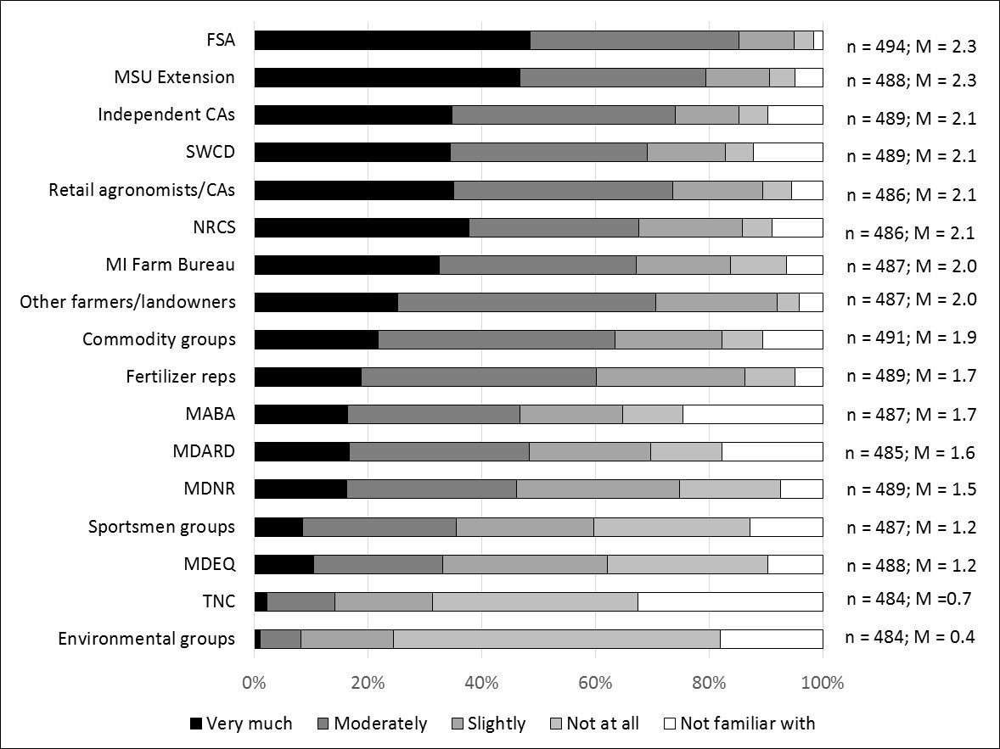 FSA n = 494; M = 2.3
MSU Extension n = 488; M = 2.3
Independent CAs n = 489; M = 2.1
SWCD n = 489; M = 2.1
Retail agronomists/CAs n = 486; M = 2.1
NRCS n = 486; M = 2.1
MI Farm Bureau n = 487; M = 2.0
Other farmers/landowners n = 487; M = 2.0
Commodity groups n = 491; M = 1.9
Fertilizer reps n = 489; M = 1.7
MABA n = 487; M = 1.7
MDARD n = 485; M = 1.6
MDNR n = 489; M = 1.5
Sportsmen groups n = 487; M = 1.2
MDEQ n = 488; M = 1.2
TNC n = 484; M =0.7
Environmental groups n = 484; M = 0.4
0% 20% 40% 60% 80% 100%
Very much Moderately Slightly Not at all Not familiar with